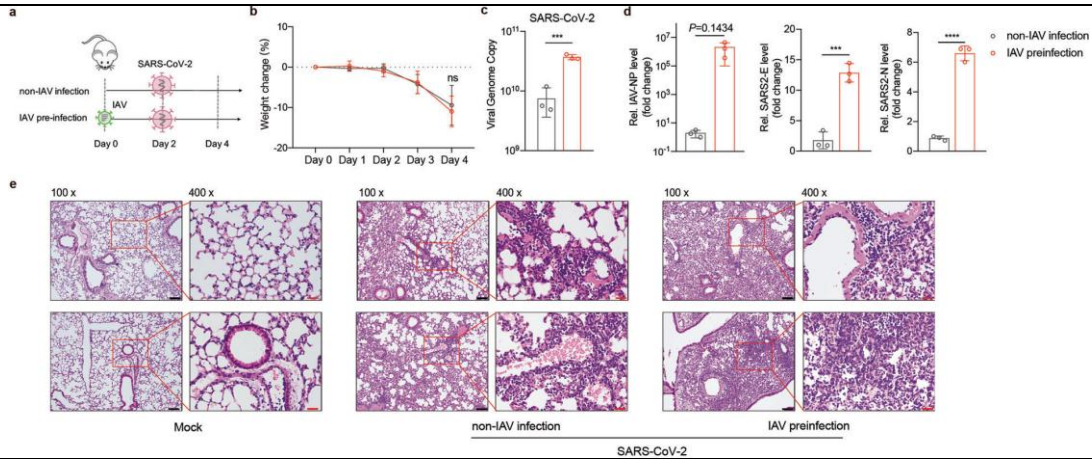 a
SARS-CoV-2
non-IAV infection
IAV
IAV pre-infection
Day 0 Day 2 Day 4
b
Weight change (%)
10
0
-10
-20
ns
Day 0 Day 1 Day 2 Day 3 Day 4
c
SARS-CoV-2
Viral Genome Copy
10¹¹
10¹⁰
10⁹
***
d
Rel. IAV-NP level
(fold change)
10⁷
10⁵
10³
10¹
10⁻¹
P=0.1434
Rel. SARS2-E level
(fold change)
20
15
10
5
0
***
Rel. SARS2-N level
(fold change)
8
6
4
2
0
****
non-IAV infection
IAV preinfection
e
100 x 400 x 100 x 400 x 100 x 400 x
Mock non-IAV infection IAV preinfection
SARS-CoV-2